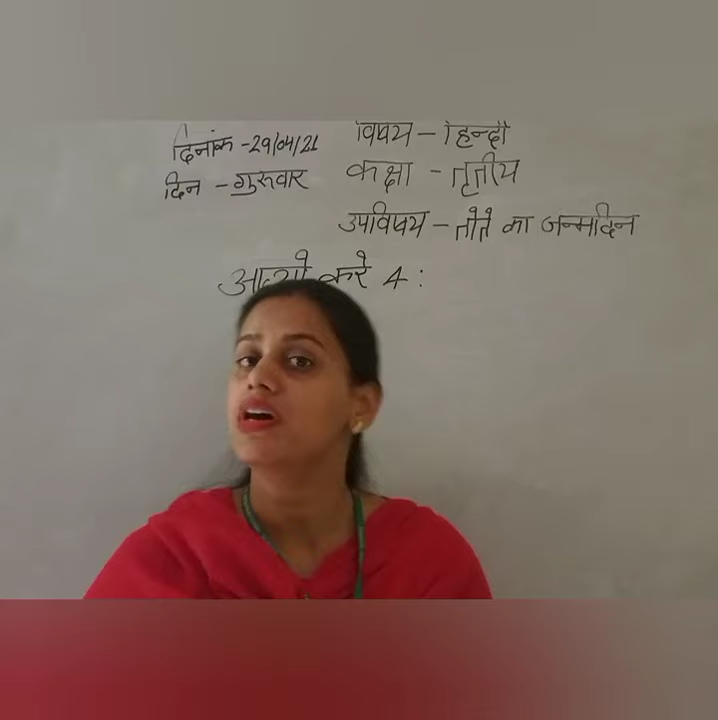 दिनांक - 29/04/21 विषय - हिन्दी
दिन - गुरुवार कक्षा - तृतीय
उपविषय - तोते का जन्मदिन
करे 4 :